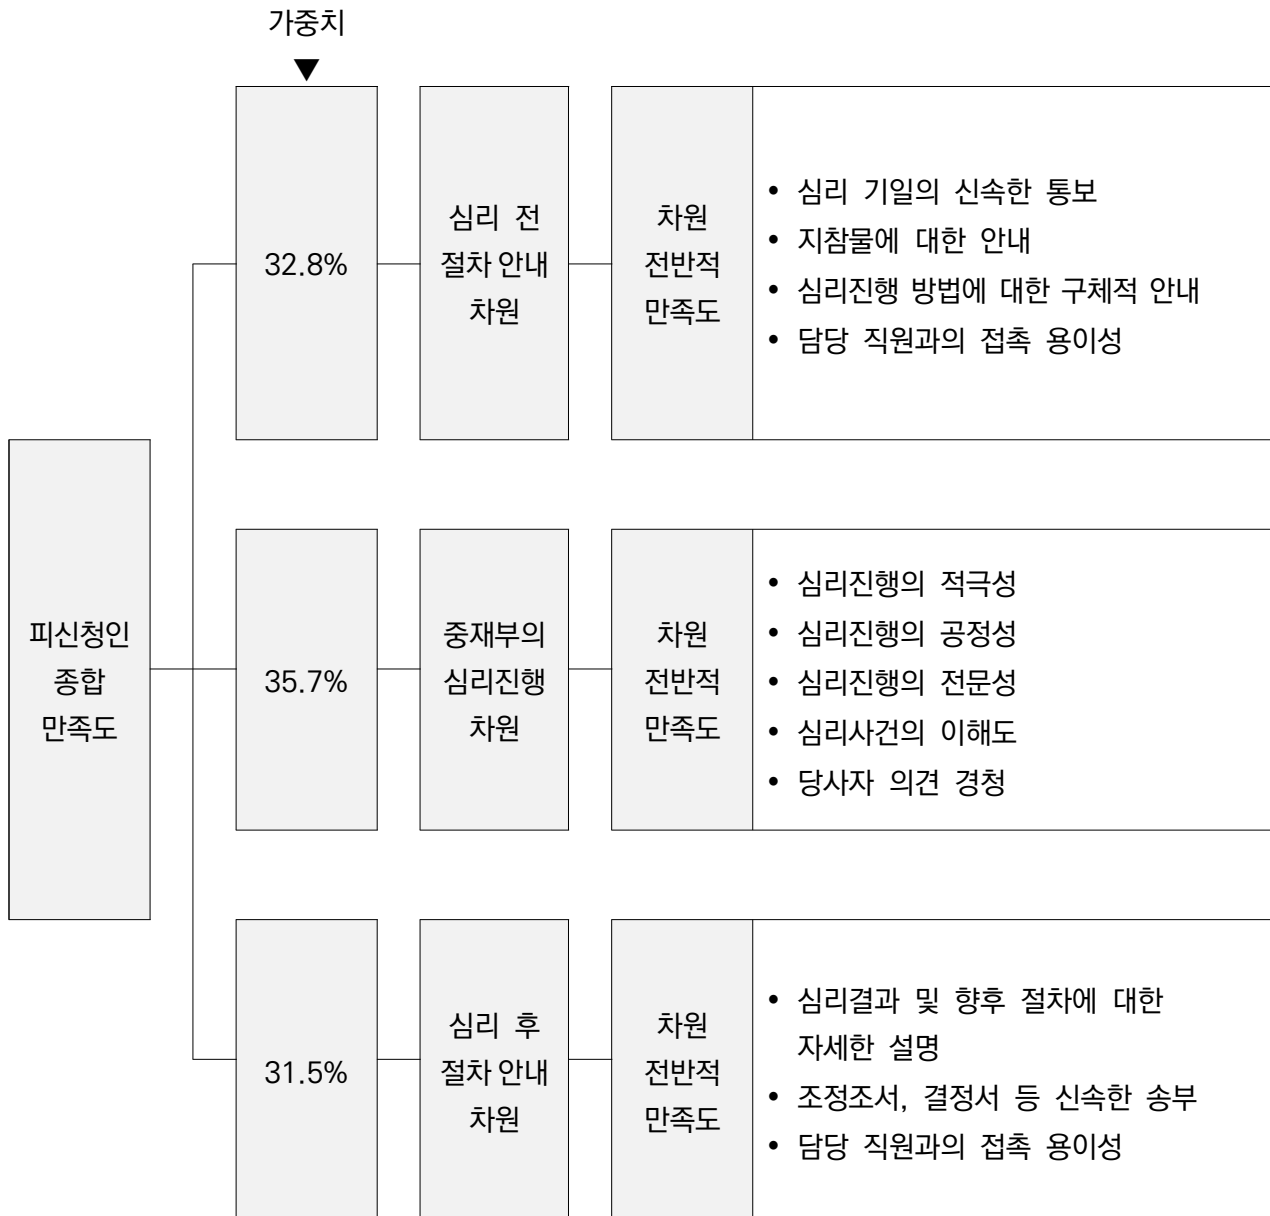 가중치
▼
32.8%
심리 전
절차 안내
차원
차원
전반적
만족도
• 심리 기일의 신속한 통보
• 지참물에 대한 안내
• 심리진행 방법에 대한 구체적 안내
• 담당 직원과의 접촉 용이성
피신청인
종합
만족도
35.7%
중재부의
심리진행
차원
차원
전반적
만족도
• 심리진행의 적극성
• 심리진행의 공정성
• 심리진행의 전문성
• 심리사건의 이해도
• 당사자 의견 경청
31.5%
심리 후
절차 안내
차원
차원
전반적
만족도
• 심리결과 및 향후 절차에 대한
자세한 설명
• 조정조서, 결정서 등 신속한 송부
• 담당 직원과의 접촉 용이성